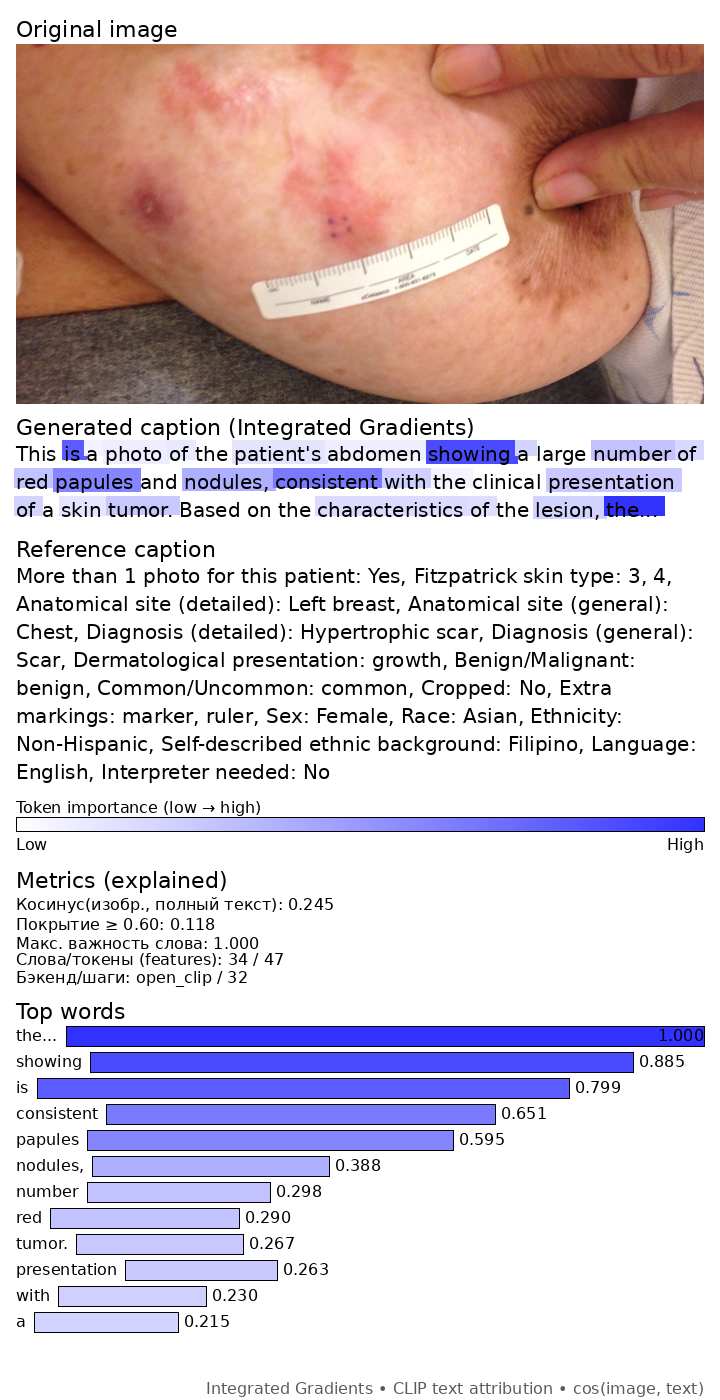 Original image
NAME
AREA
DATE
Generated caption (Integrated Gradients)
This is a photo of the patient's abdomen showing a large number of
red papules and nodules, consistent with the clinical presentation
of a skin tumor. Based on the characteristics of the lesion, the...
Reference caption
More than 1 photo for this patient: Yes, Fitzpatrick skin type: 3, 4,
Anatomical site (detailed): Left breast, Anatomical site (general):
Chest, Diagnosis (detailed): Hypertrophic scar, Diagnosis (general):
Scar, Dermatological presentation: growth, Benign/Malignant:
benign, Common/Uncommon: common, Cropped: No, Extra
markings: marker, ruler, Sex: Female, Race: Asian, Ethnicity:
Non-Hispanic, Self-described ethnic background: Filipino, Language:
English, Interpreter needed: No
Token importance (low → high)
Low High
Metrics (explained)
Косинус(изобр., полный текст): 0.245
Покрытие ≥ 0.60: 0.118
Макс. важность слова: 1.000
Слова/токены (features): 34 / 47
Бэкенд/шаги: open_clip / 32
Top words
the... 1.000
showing 0.885
is 0.799
consistent 0.651
papules 0.595
nodules, 0.388
number 0.298
red 0.290
tumor. 0.267
presentation 0.263
with 0.230
a 0.215
Integrated Gradients • CLIP text attribution • cos(image, text)